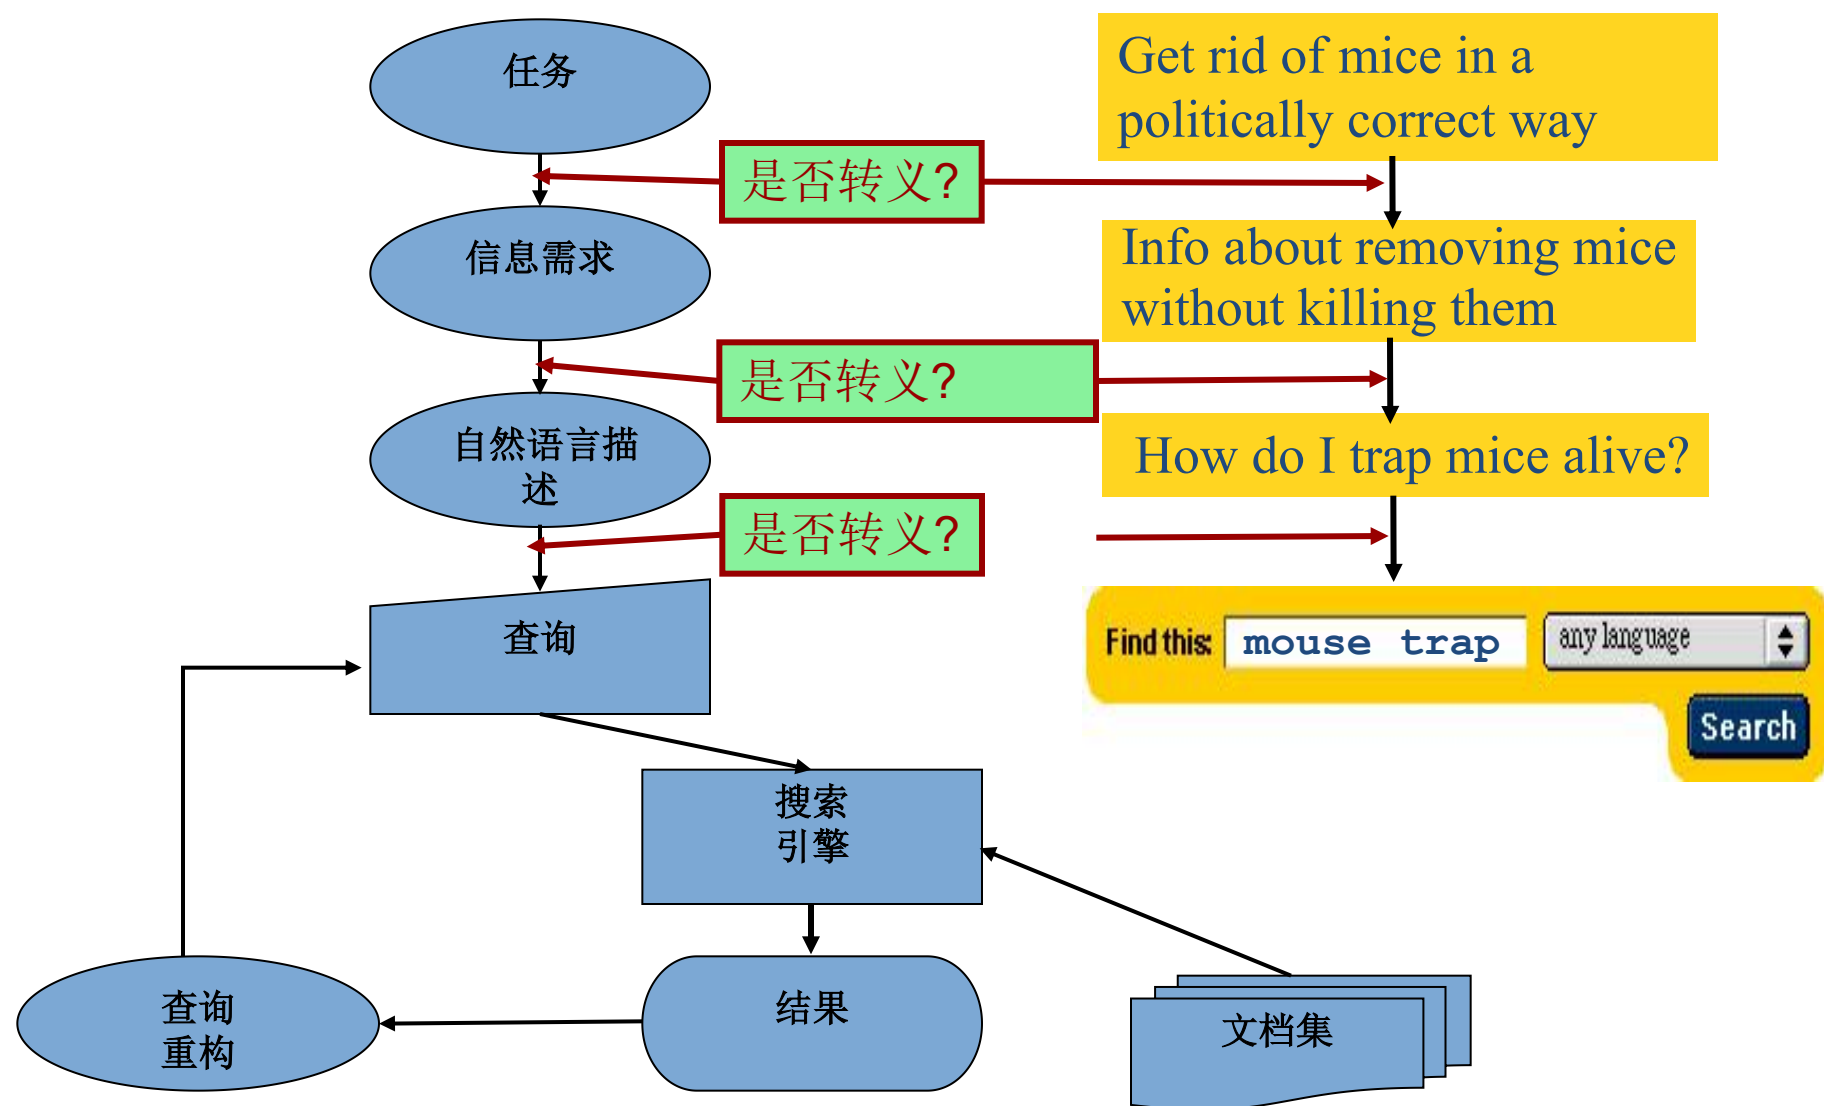 任务
Get rid of mice in a
politically correct way
是否转义?
信息需求
Info about removing mice
without killing them
是否转义?
自然语言描
述
How do I trap mice alive?
是否转义?
查询
Find this: mouse trap any language
Search
搜索
引擎
查询
重构
结果
文档集